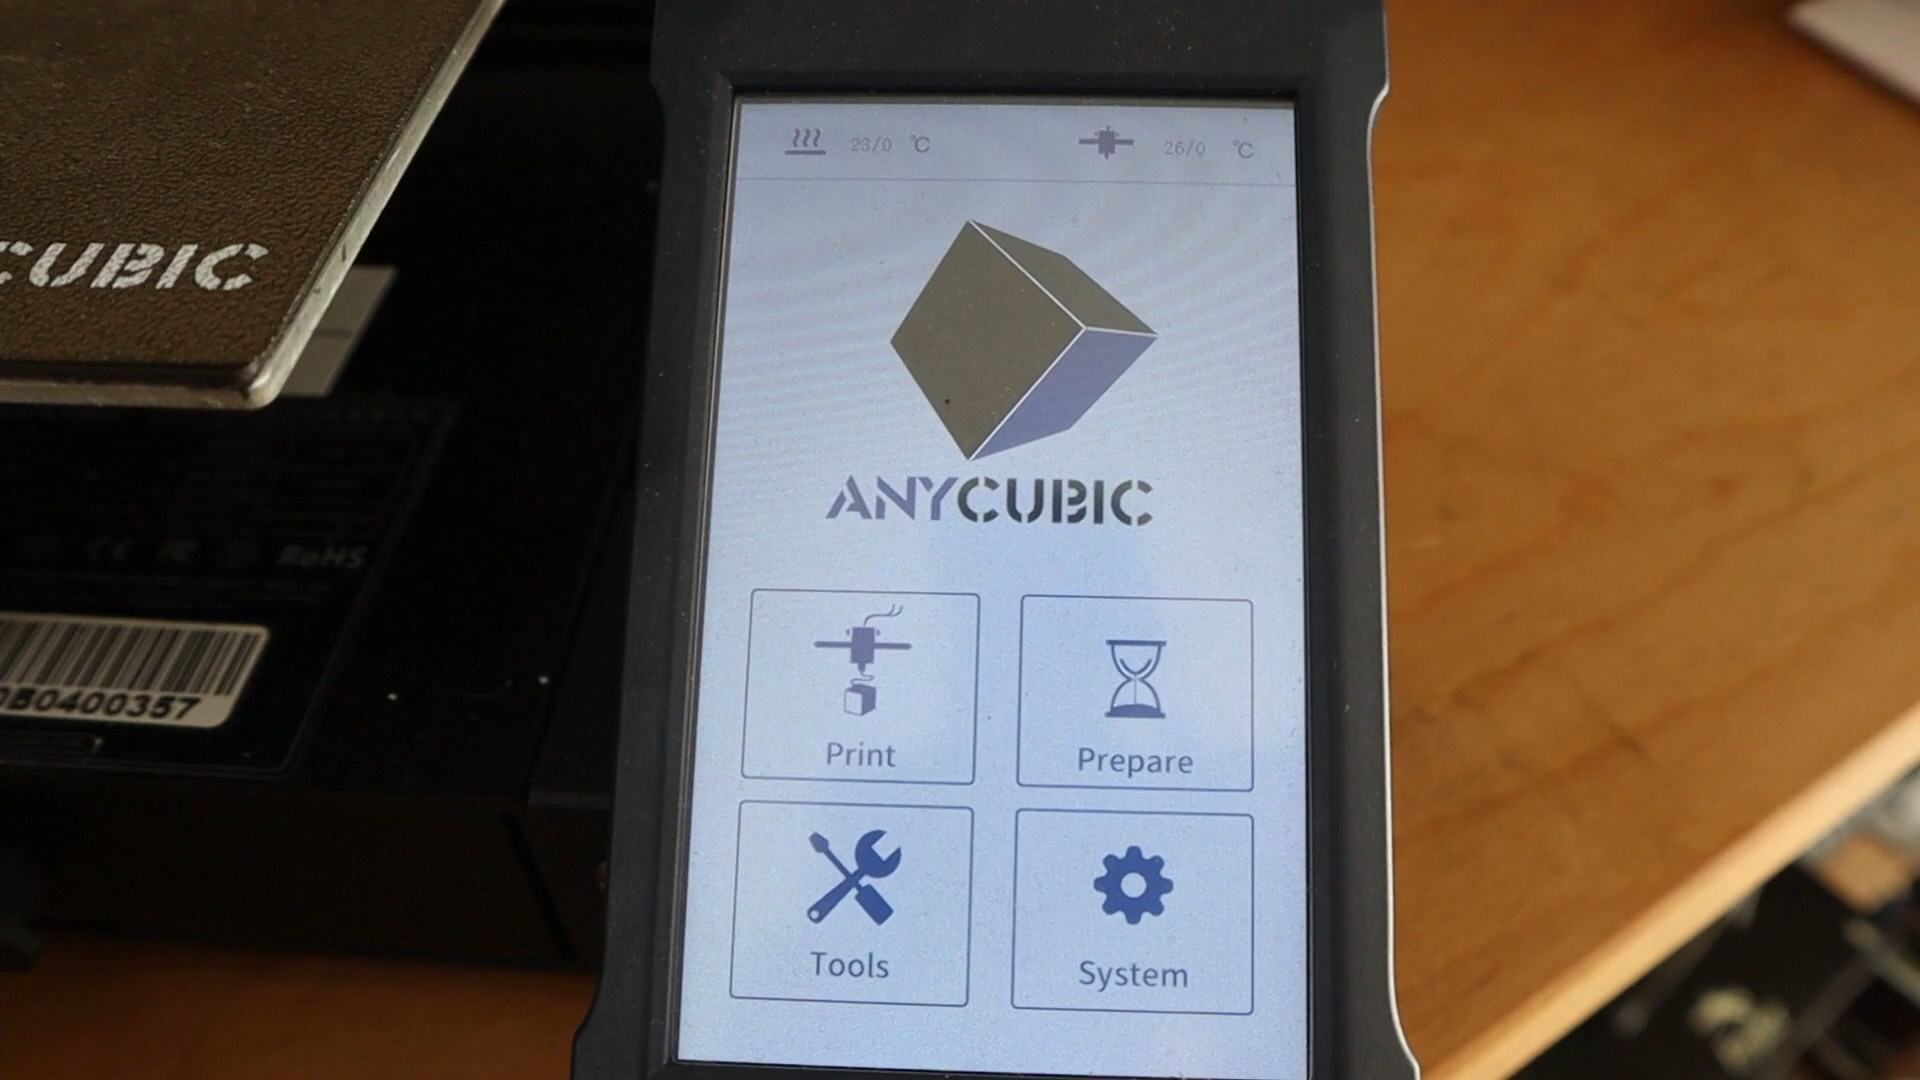 23/0 ℃
26/0 ℃
CUBIC
ANYCUBIC
RoHS
0B0400357
Print
Prepare
Tools
System